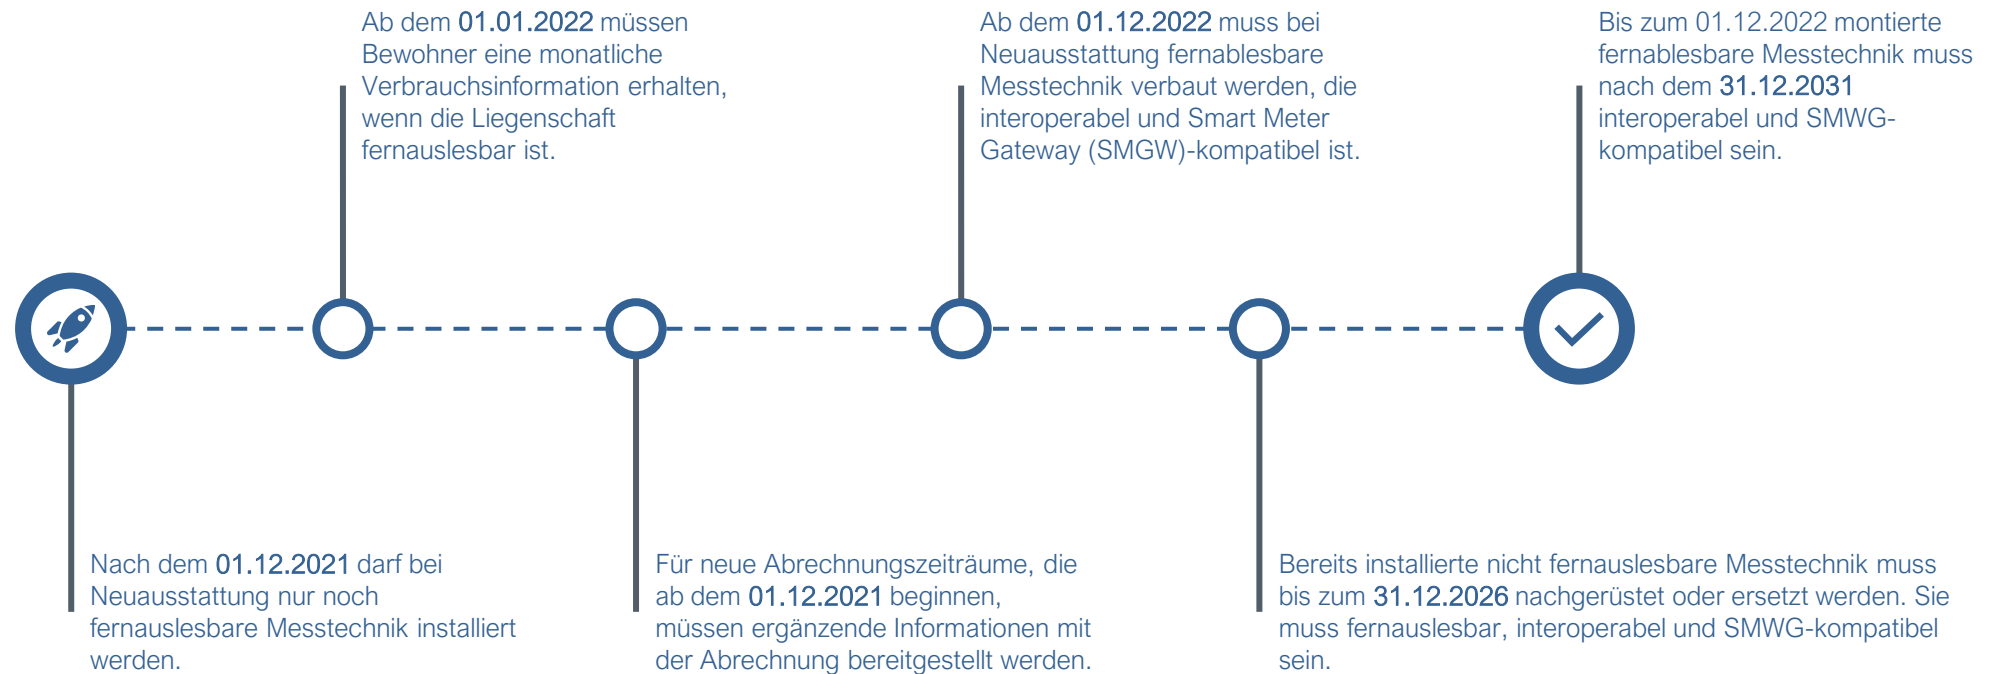 Ab dem 01.01.2022 müssen
Bewohner eine monatliche
Verbrauchsinformation erhalten,
wenn die Liegenschaft
fernauslesbar ist.
Ab dem 01.12.2022 muss bei
Neuausstattung fernablesbare
Messtechnik verbaut werden, die
interoperabel und Smart Meter
Gateway (SMGW)-kompatibel ist.
Bis zum 01.12.2022 montierte
fernablesbare Messtechnik muss
nach dem 31.12.2031
interoperabel und SMWG-
kompatibel sein.
Nach dem 01.12.2021 darf bei
Neuausstattung nur noch
fernauslesbare Messtechnik installiert
werden.
Für neue Abrechnungszeiträume, die
ab dem 01.12.2021 beginnen,
müssen ergänzende Informationen mit
der Abrechnung bereitgestellt werden.
Bereits installierte nicht fernauslesbare Messtechnik muss
bis zum 31.12.2026 nachgerüstet oder ersetzt werden. Sie
muss fernauslesbar, interoperabel und SMWG-kompatibel
sein.